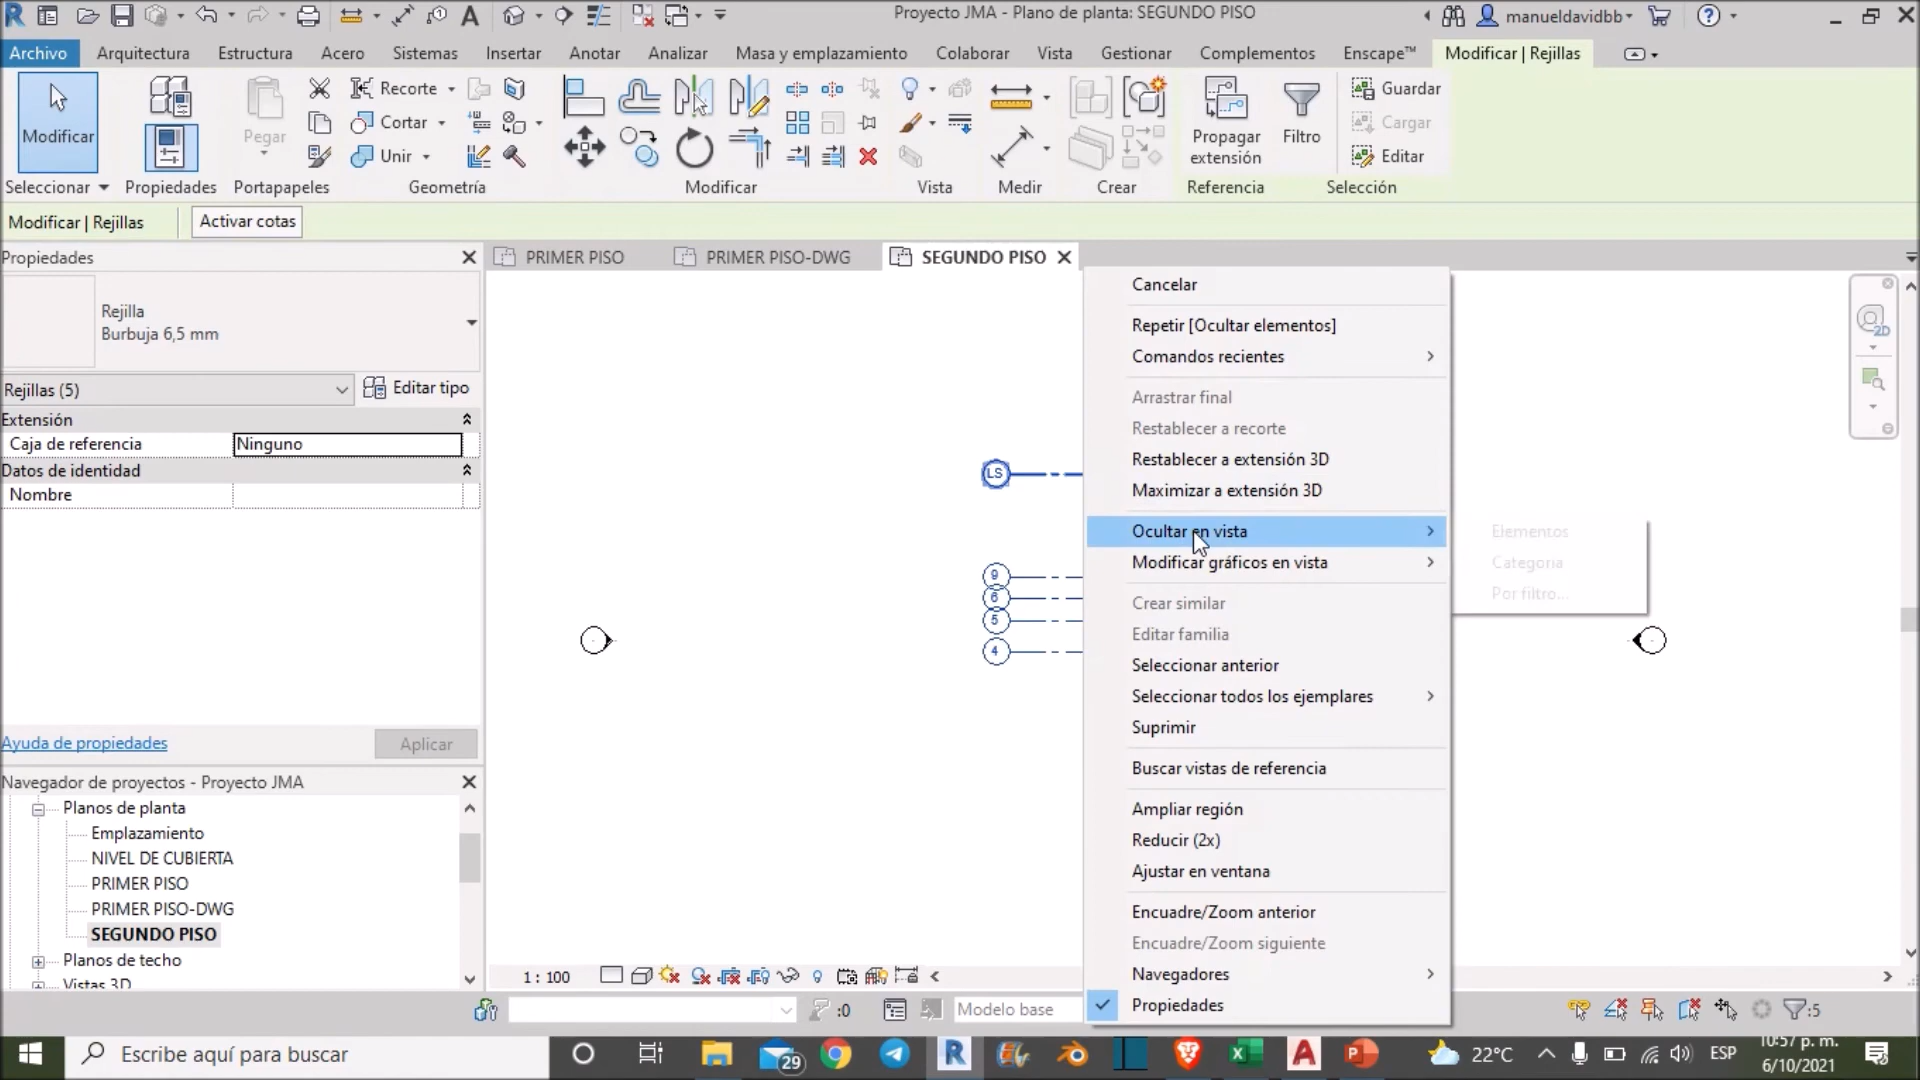 Proyecto JMA - Plano de planta: SEGUNDO PISO
manueldavidbb
Archivo
Arquitectura
Estructura
Acero
Sistemas
Insertar
Anotar
Analizar
Masa y emplazamiento
Colaborar
Vista
Gestionar
Complementos
Enscape™
Modificar | Rejillas
Modificar
Pegar
Recorte
Cortar
Unir
Propagar
extensión
Filtro
Guardar
Cargar
Editar
Seleccionar
Propiedades
Portapapeles
Geometría
Modificar
Vista
Medir
Crear
Referencia
Selección
Modificar | Rejillas
Activar cotas
Propiedades
PRIMER PISO
PRIMER PISO-DWG
SEGUNDO PISO
Rejilla
Burbuja 6,5 mm
Rejillas (5)
Editar tipo
Extensión
Caja de referencia
Ninguno
Datos de identidad
Nombre
Ayuda de propiedades
Aplicar
Navegador de proyectos - Proyecto JMA
Planos de planta
Emplazamiento
NIVEL DE CUBIERTA
PRIMER PISO
PRIMER PISO-DWG
SEGUNDO PISO
Planos de techo
Vistas 3D
LS
9
6
5
4
Cancelar
Repetir [Ocultar elementos]
Comandos recientes
Arrastrar final
Restablecer a recorte
Restablecer a extensión 3D
Maximizar a extensión 3D
Ocultar en vista
Modificar gráficos en vista
Crear similar
Editar familia
Seleccionar anterior
Seleccionar todos los ejemplares
Suprimir
Buscar vistas de referencia
Ampliar región
Reducir (2x)
Ajustar en ventana
Encuadre/Zoom anterior
Encuadre/Zoom siguiente
Navegadores
Propiedades
Elementos
Categoría
Por filtro...
2D
1 : 100
:0
Modelo base
:5
Escribe aquí para buscar
29
22°C
ESP
10:57 p. m.
6/10/2021